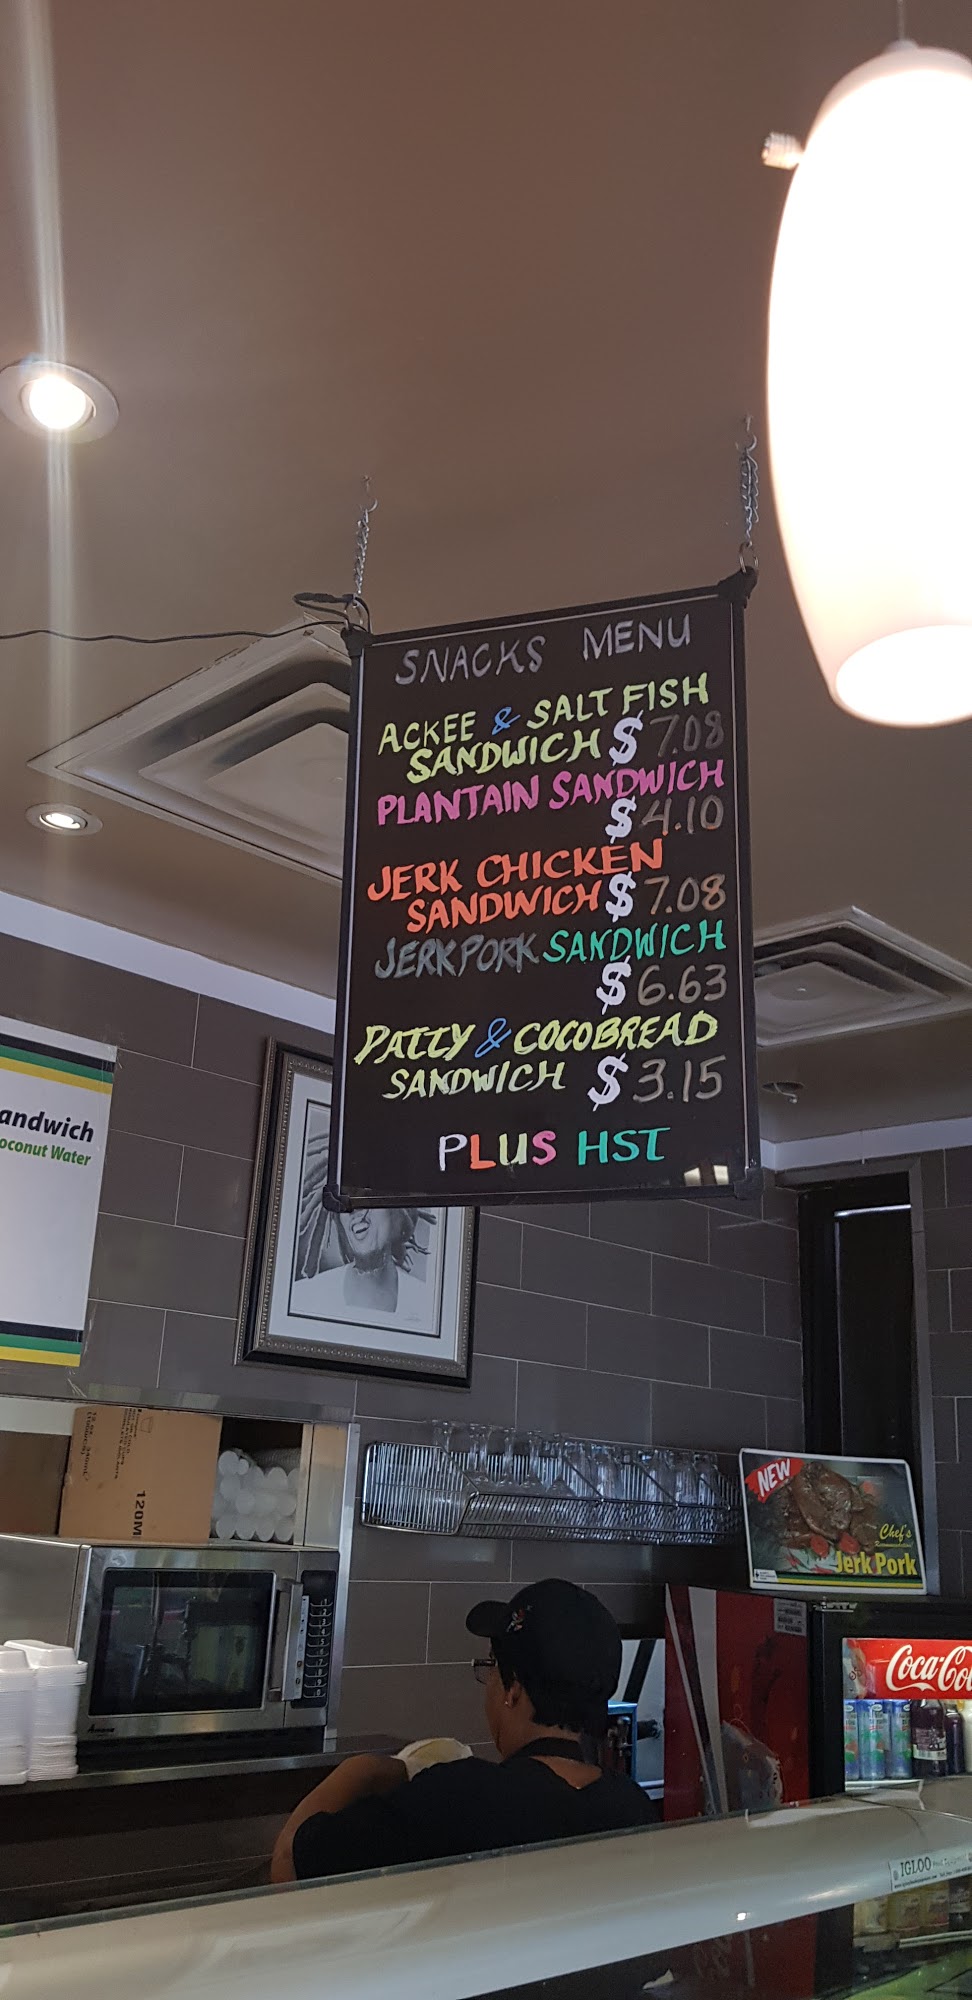 SNACKS MENU
ACKEE & SALT FISH
SANDWICH $ 7.08
PLANTAIN SANDWICH
$ 4.10
JERK CHICKEN
SANDWICH $ 7.08
JERK PORK SANDWICH
$ 6.63
PATTY & COCOBREAD
SANDWICH $ 3.15
PLUS HST
andwich
oconut Water
120M
NEW
Chef's
Jerk Pork
Coca-Co
IGLOO